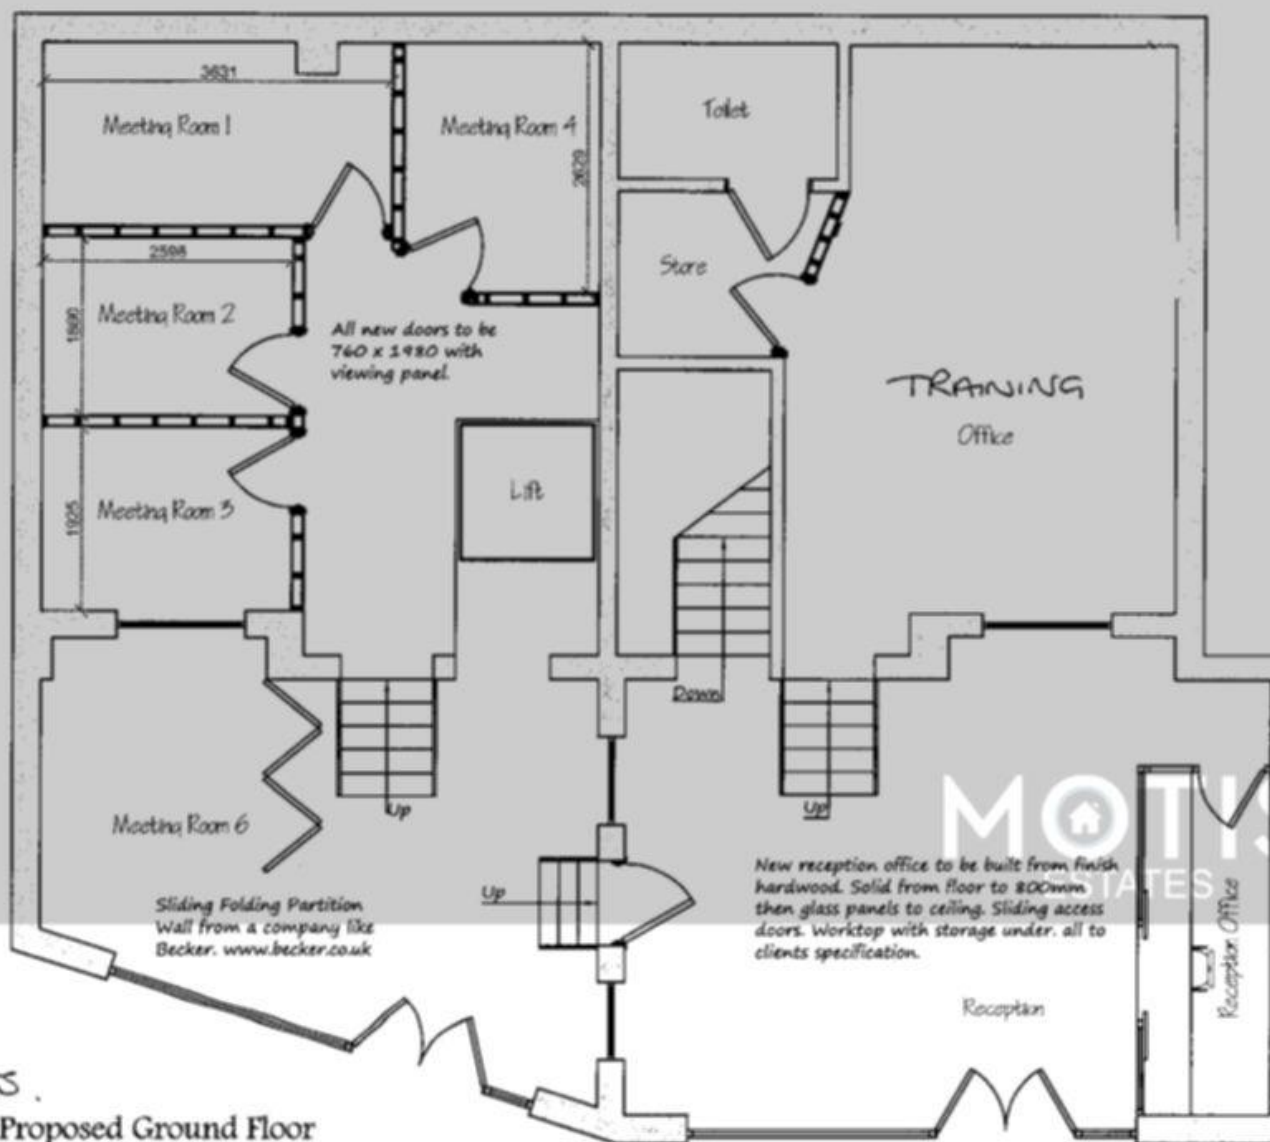 3631
Meeting Room 1
Meeting Room 4
2629
Toilet
2598
Store
Meeting Room 2
1890
All new doors to be
760 x 1980 with
viewing panel.
TRAINING
Office
Lift
Meeting Room 3
1925
Down
Up
Up
Meeting Room 6
MOTIS
ESTATES
New reception office to be built from finish
hardwood. Solid from floor to 800mm
then glass panels to ceiling. Sliding access
doors. Worktop with storage under. all to
clients specification.
Up
Sliding Folding Partition
Wall from a company like
Becker. www.becker.co.uk
Reception Office
Reception
Proposed Ground Floor